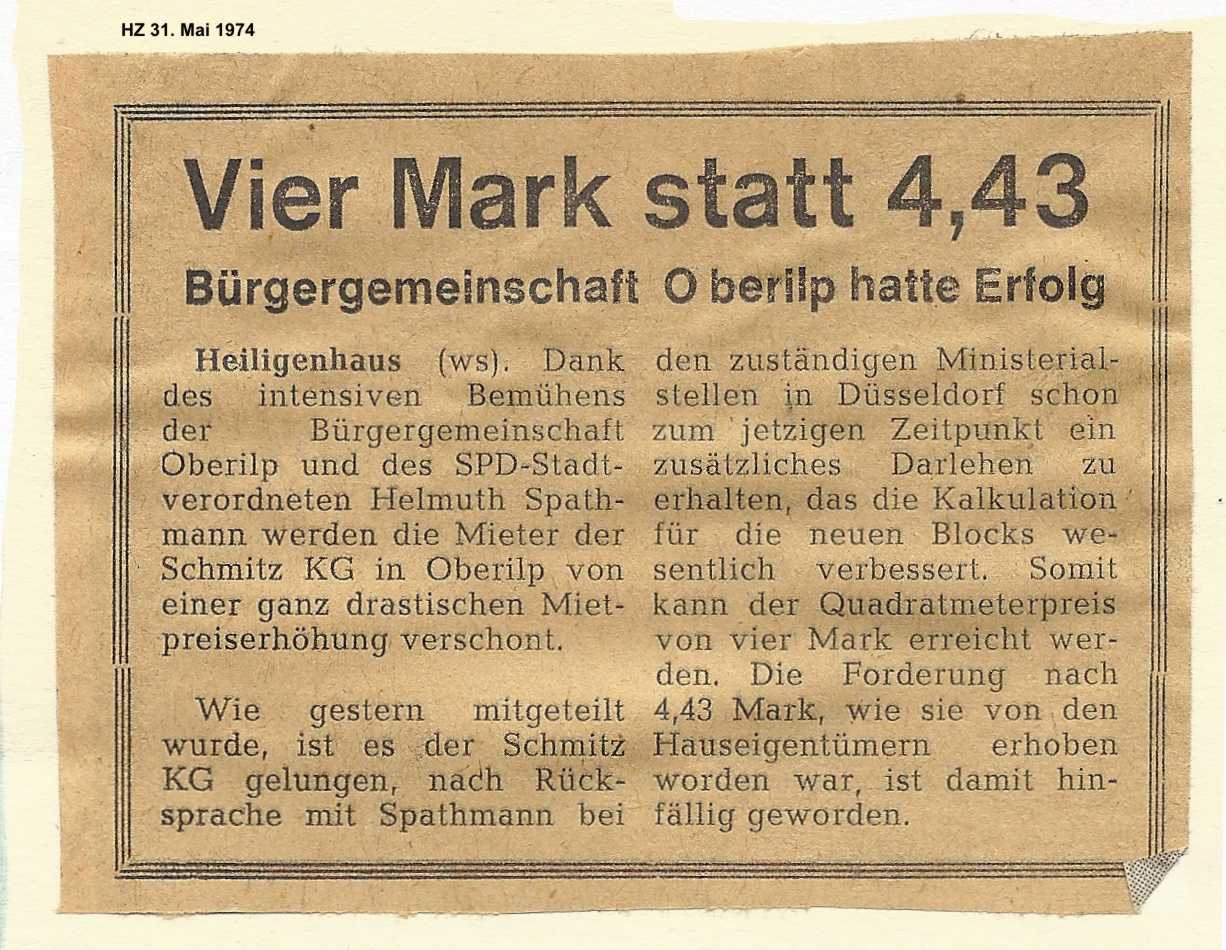 HZ 31. Mai 1974
Vier Mark statt 4,43
Bürgergemeinschaft O berilp hatte Erfolg
Heiligenhaus (ws). Dank
des intensiven Bemühens
der Bürgergemeinschaft
Oberilp und des SPD-Stadt-
verordneten Helmuth Spath-
mann werden die Mieter der
Schmitz KG in Oberilp von
einer ganz drastischen Miet-
preiserhöhung verschont.
Wie gestern mitgeteilt
wurde, ist es der Schmitz
KG gelungen, nach Rück-
sprache mit Spathmann bei
den zuständigen Ministerial-
stellen in Düsseldorf schon
zum jetzigen Zeitpunkt ein
zusätzliches Darlehen zu
erhalten, das die Kalkulation
für die neuen Blocks we-
sentlich verbessert. Somit
kann der Quadratmeterpreis
von vier Mark erreicht wer-
den. Die Forderung nach
4,43 Mark, wie sie von den
Hauseigentümern erhoben
worden war, ist damit hin-
fällig geworden.